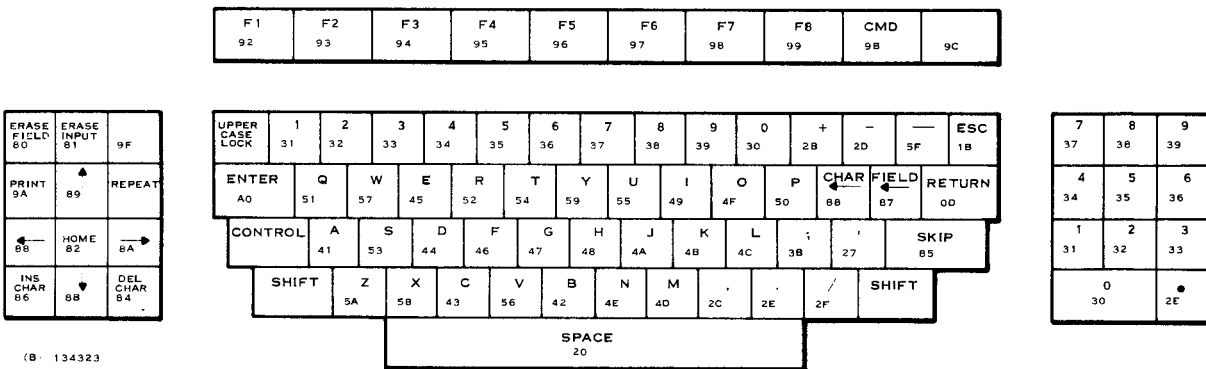 F1 F2 F3 F4 F5 F6 F7 F8 CMD
92 93 94 95 96 97 98 99 9B 9C
ERASE FIELD 80 ERASE INPUT 81 9F
PRINT 9A 89 REPEAT
88 HOME 82 8A
INS CHAR 86 8B DEL CHAR 84
UPPER CASE LOCK 1 2 3 4 5 6 7 8 9 0 + - — ESC
31 32 33 34 35 36 37 38 39 30 2B 2D 5F 1B
ENTER Q W E R T Y U I O P CHAR FIELD RETURN
A0 51 57 45 52 54 59 55 49 4F 50 88 87 0D
CONTROL A S D F G H J K L ; ' SKIP
41 53 44 46 47 48 4A 4B 4C 3B 27 85
SHIFT Z X C V B N M , . / SHIFT
5A 58 43 56 42 4E 4D 2C 2E 2F
SPACE
20
7 8 9
37 38 39
4 5 6
34 35 36
1 2 3
31 32 33
0 •
30 2E
(B- 134323